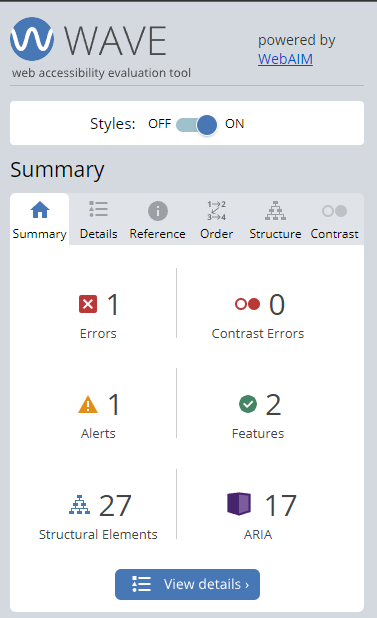 WAVE
web accessibility evaluation tool
powered by
WebAIM
Styles: OFF ON
Summary
Summary Details Reference Order Structure Contrast
1
Errors
0
Contrast Errors
1
Alerts
2
Features
27
Structural Elements
17
ARIA
View details ›